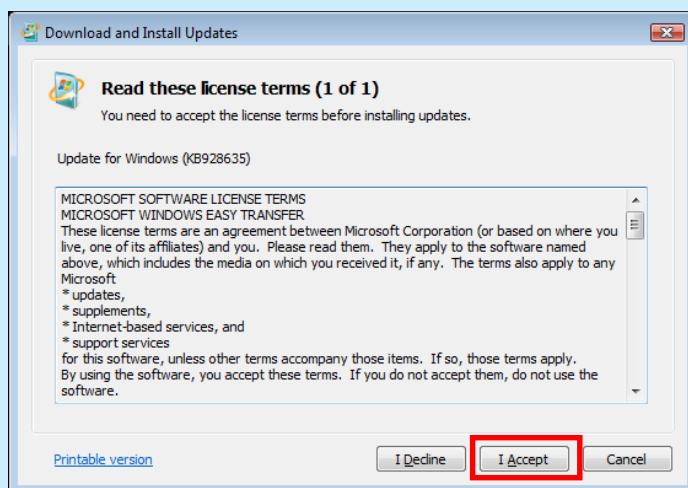 Download and Install Updates
Read these license terms (1 of 1)
You need to accept the license terms before installing updates.
Update for Windows (KB928635)
MICROSOFT SOFTWARE LICENSE TERMS
MICROSOFT WINDOWS EASY TRANSFER
These license terms are an agreement between Microsoft Corporation (or based on where you
live, one of its affiliates) and you.  Please read them.  They apply to the software named
above, which includes the media on which you received it, if any.  The terms also apply to any
Microsoft
* updates,
* supplements,
* Internet-based services, and
* support services
for this software, unless other terms accompany those items.  If so, those terms apply.
By using the software, you accept these terms.  If you do not accept them, do not use the
software.
Printable version
I Decline
I Accept
Cancel